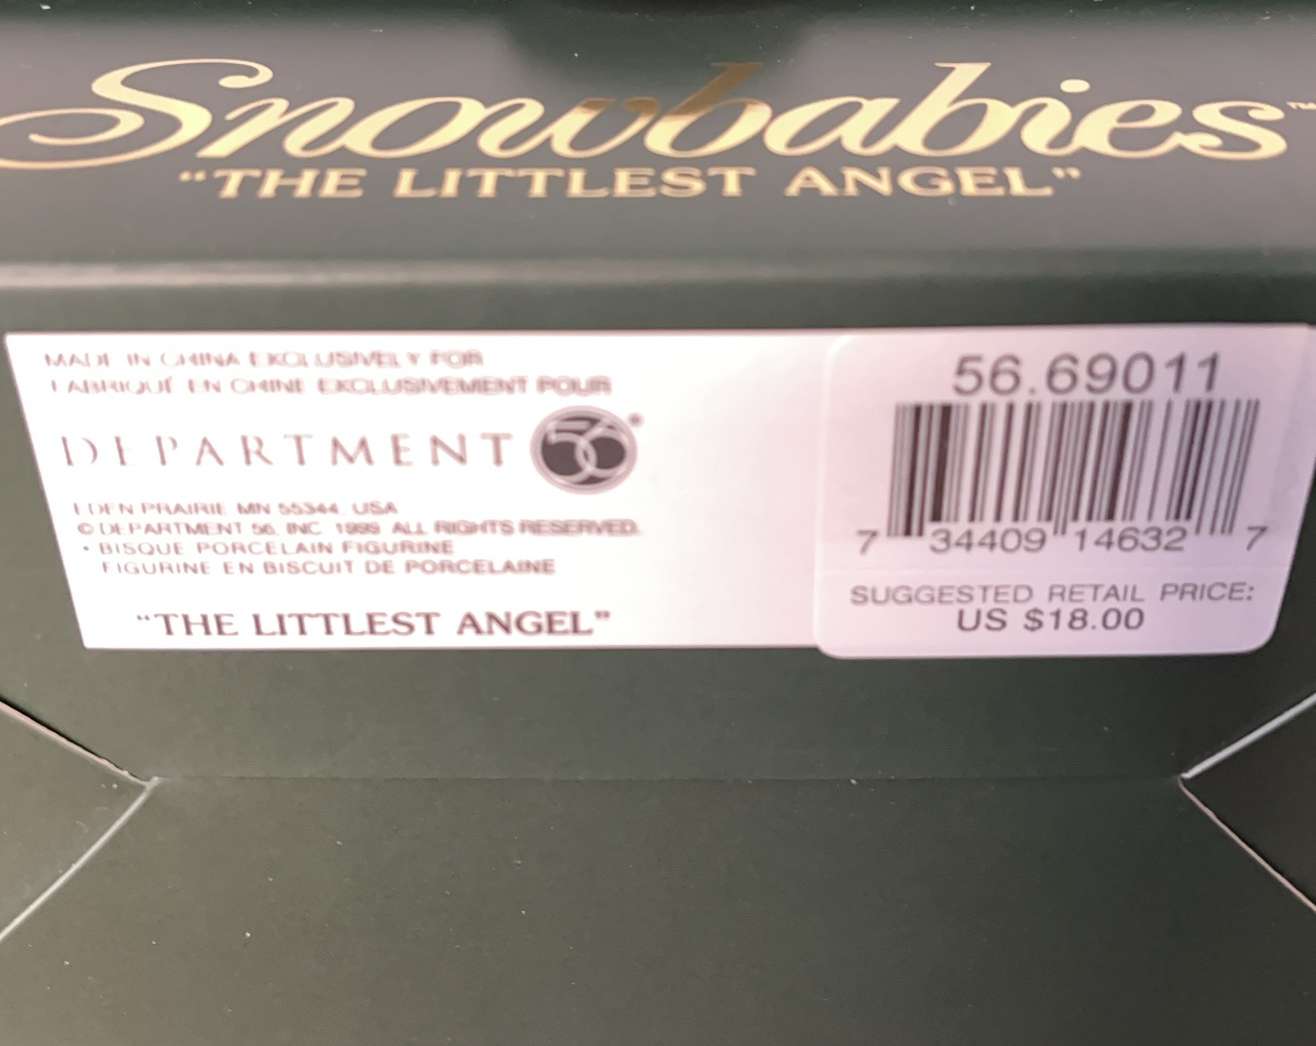 Snowbabies™
“THE LITTLEST ANGEL”
MADE IN CHINA EXCLUSIVELY FOR
FABRIQUÉ EN CHINE EXCLUSIVEMENT POUR
DEPARTMENT 56®
EDEN PRAIRIE MN 55344 USA
© DEPARTMENT 56, INC. 1999 ALL RIGHTS RESERVED.
• BISQUE PORCELAIN FIGURINE
FIGURINE EN BISCUIT DE PORCELAINE
“THE LITTLEST ANGEL”
56.69011
7 34409 14632 7
SUGGESTED RETAIL PRICE:
US $18.00